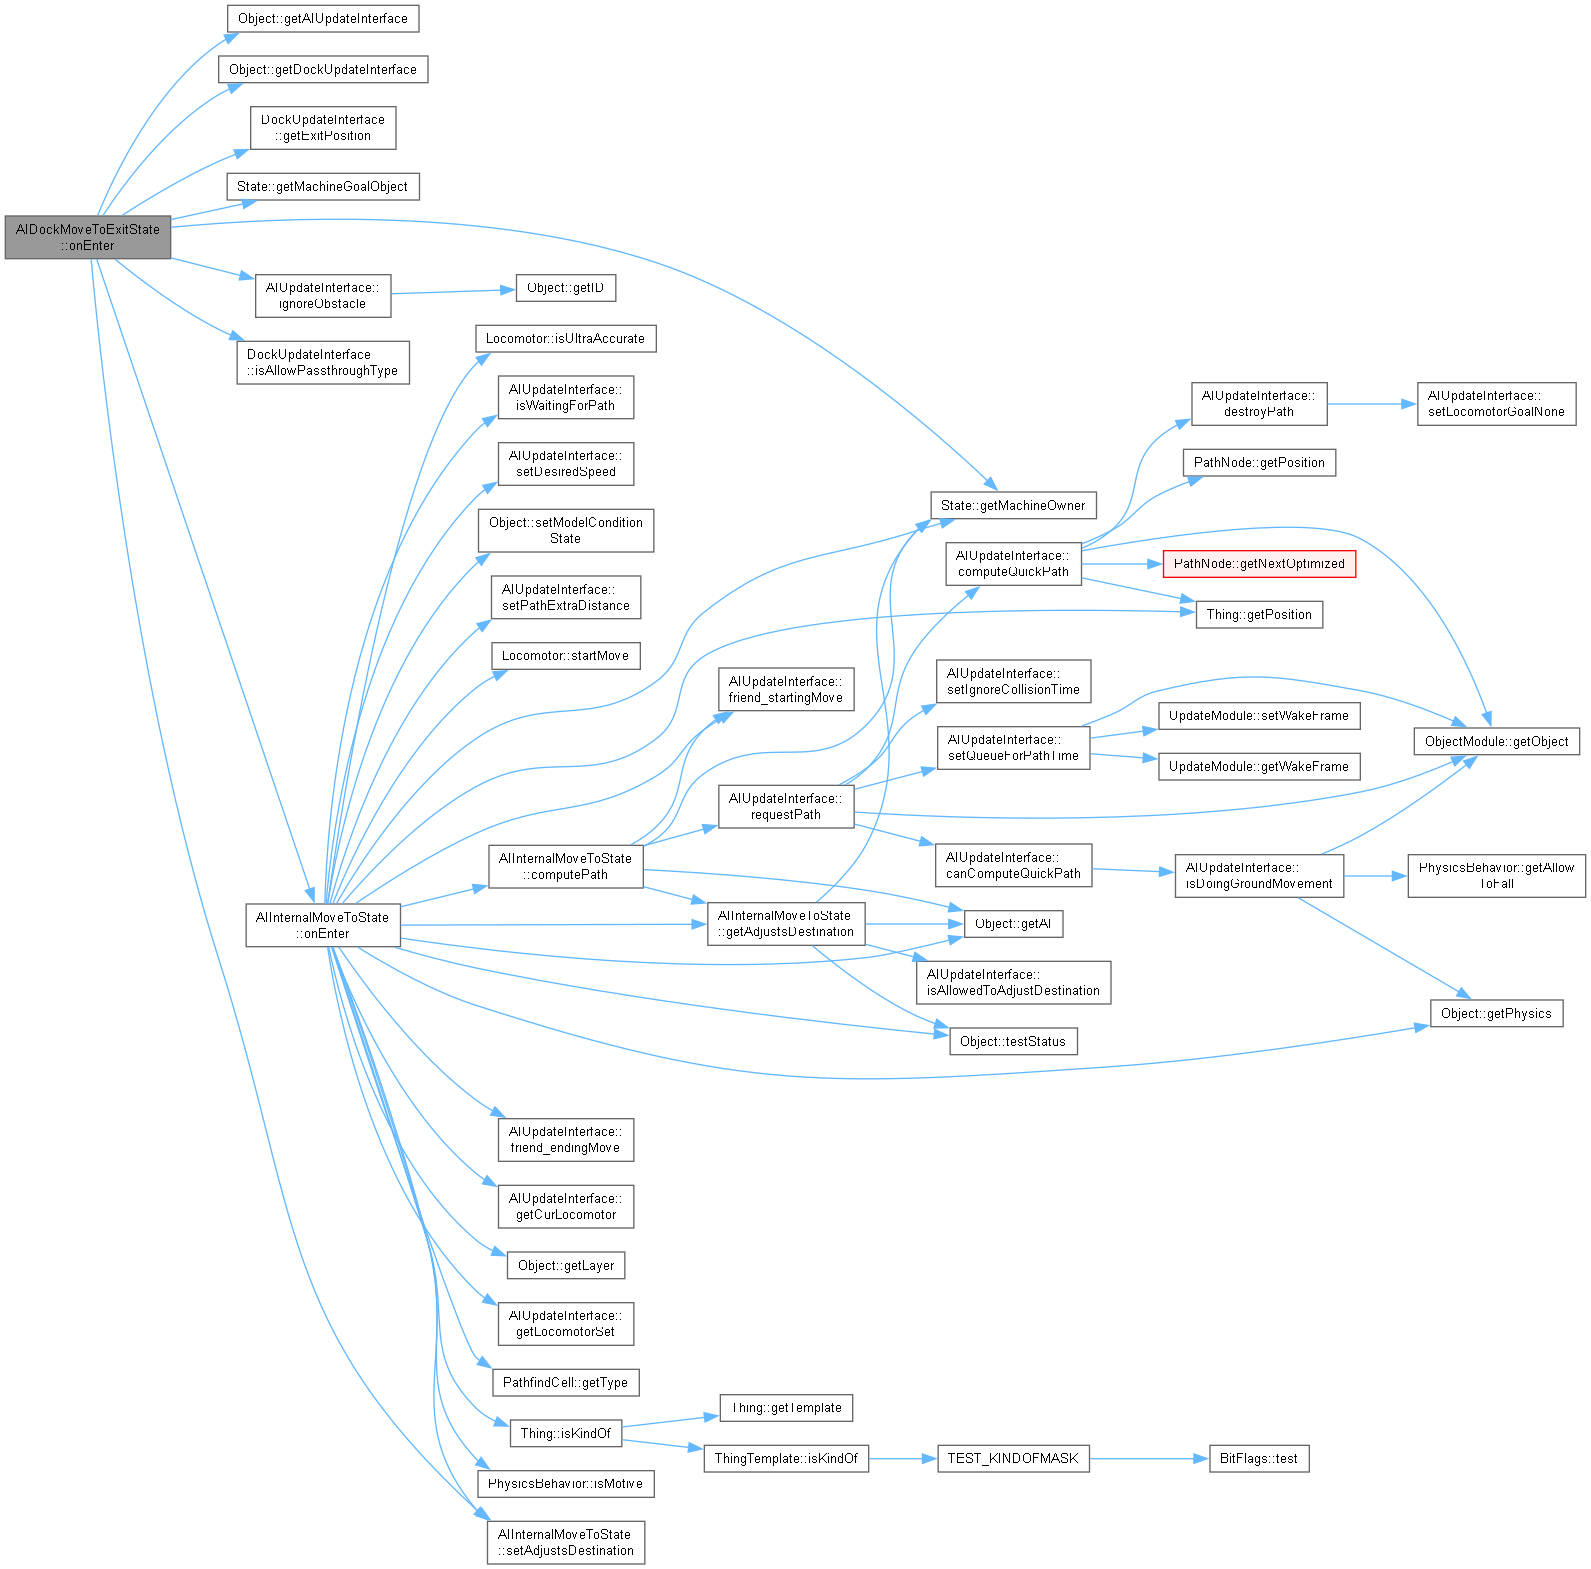 Object::getAIUpdateInterface
Object::getDockUpdateInterface
DockUpdateInterface
::getExitPosition
State::getMachineGoalObject
AIDockMoveToExitState
::onEnter
AIUpdateInterface::
ignoreObstacle
Object::getID
DockUpdateInterface
::isAllowPassthroughType
Locomotor::isUltraAccurate
AIUpdateInterface::
isWaitingForPath
AIUpdateInterface::
setDesiredSpeed
Object::setModelCondition
State
AIUpdateInterface::
setPathExtraDistance
Locomotor::startMove
AIUpdateInterface::
destroyPath
AIUpdateInterface::
setLocomotorGoalNone
PathNode::getPosition
State::getMachineOwner
AIUpdateInterface::
computeQuickPath
PathNode::getNextOptimized
Thing::getPosition
AIUpdateInterface::
friend_startingMove
AIUpdateInterface::
setIgnoreCollisionTime
AIUpdateInterface::
setQueueForPathTime
UpdateModule::setWakeFrame
UpdateModule::getWakeFrame
ObjectModule::getObject
AIUpdateInterface::
requestPath
AIInternalMoveToState
::computePath
AIUpdateInterface::
canComputeQuickPath
AIUpdateInterface::
isDoingGroundMovement
PhysicsBehavior::getAllow
ToFall
AIInternalMoveToState
::onEnter
AIInternalMoveToState
::getAdjustsDestination
Object::getAI
AIUpdateInterface::
isAllowedToAdjustDestination
Object::getPhysics
Object::testStatus
AIUpdateInterface::
friend_endingMove
AIUpdateInterface::
getCurLocomotor
Object::getLayer
AIUpdateInterface::
getLocomotorSet
PathfindCell::getType
Thing::isKindOf
Thing::getTemplate
ThingTemplate::isKindOf
TEST_KINDOFMASK
BitFlags::test
PhysicsBehavior::isMotive
AIInternalMoveToState
::setAdjustsDestination